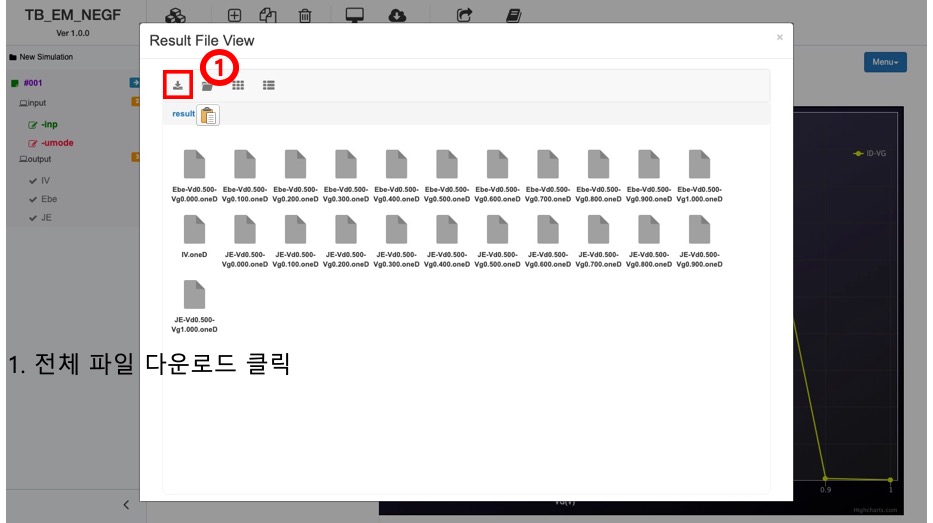 TB_EM_NEGF
Ver 1.0.0
Result File View
×
New Simulation
Menu
#001
input
-inp
-umode
output
IV
Ebe
JE
1
result
ID-VG
Ebe-Vd0.500-Vg0.000.oneD
Ebe-Vd0.500-Vg0.100.oneD
Ebe-Vd0.500-Vg0.200.oneD
Ebe-Vd0.500-Vg0.300.oneD
Ebe-Vd0.500-Vg0.400.oneD
Ebe-Vd0.500-Vg0.500.oneD
Ebe-Vd0.500-Vg0.600.oneD
Ebe-Vd0.500-Vg0.700.oneD
Ebe-Vd0.500-Vg0.800.oneD
Ebe-Vd0.500-Vg0.900.oneD
Ebe-Vd0.500-Vg1.000.oneD
IV.oneD
JE-Vd0.500-Vg0.000.oneD
JE-Vd0.500-Vg0.100.oneD
JE-Vd0.500-Vg0.200.oneD
JE-Vd0.500-Vg0.300.oneD
JE-Vd0.500-Vg0.400.oneD
JE-Vd0.500-Vg0.500.oneD
JE-Vd0.500-Vg0.600.oneD
JE-Vd0.500-Vg0.700.oneD
JE-Vd0.500-Vg0.800.oneD
JE-Vd0.500-Vg0.900.oneD
JE-Vd0.500-Vg1.000.oneD
1. 전체 파일 다운로드 클릭
0.9
1
Highcharts.com